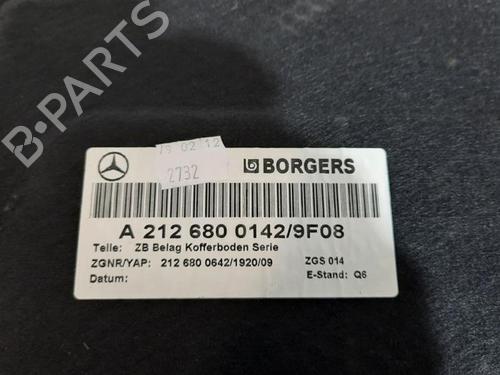 B-PARTS
13 02 12
2732
BORGERS
A 212 680 0142/9F08
Teile: ZB Belag Kofferboden Serie
ZGNR/YAP: 212 680 0642/1920/09 ZGS 014
Datum: E-Stand: Q6